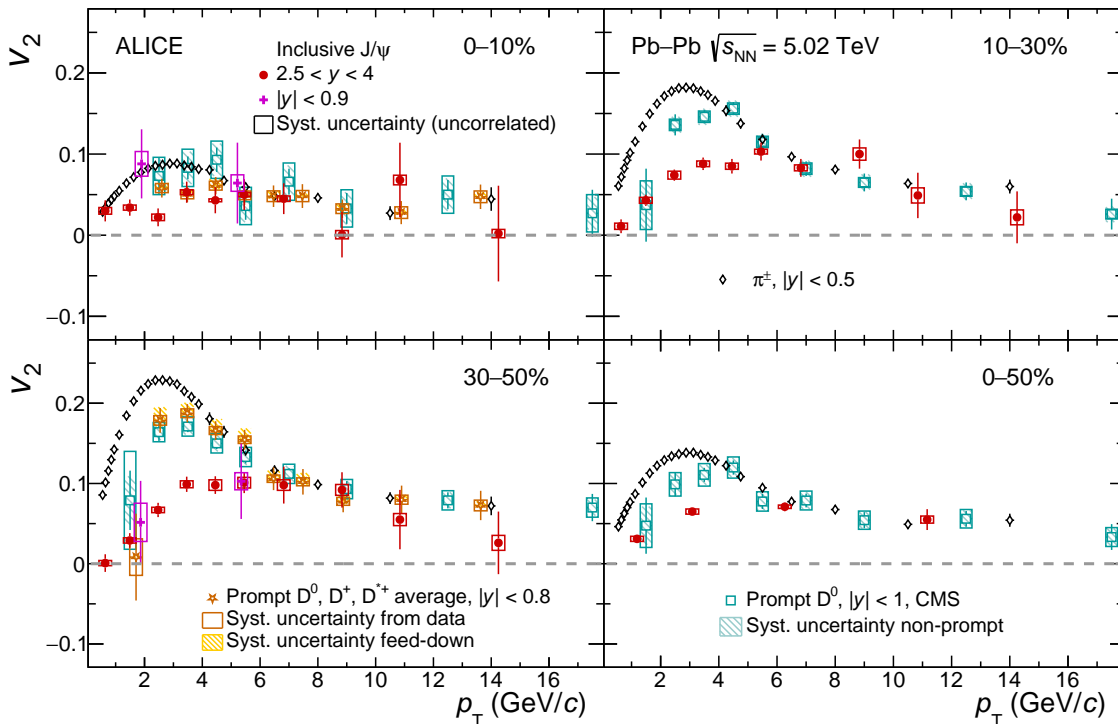 v₂
ALICE
Inclusive J/ψ
0–10%
2.5 < y < 4
|y| < 0.9
Syst. uncertainty (uncorrelated)
Pb–Pb √sNN = 5.02 TeV
10–30%
π±, |y| < 0.5
0.2
0.1
0
−0.1
v₂
30–50%
0–50%
0.2
0.1
0
−0.1
Prompt D⁰, D⁺, D*⁺ average, |y| < 0.8
Syst. uncertainty from data
Syst. uncertainty feed-down
Prompt D⁰, |y| < 1, CMS
Syst. uncertainty non-prompt
2 4 6 8 10 12 14 16
2 4 6 8 10 12 14 16
pT (GeV/c)
pT (GeV/c)